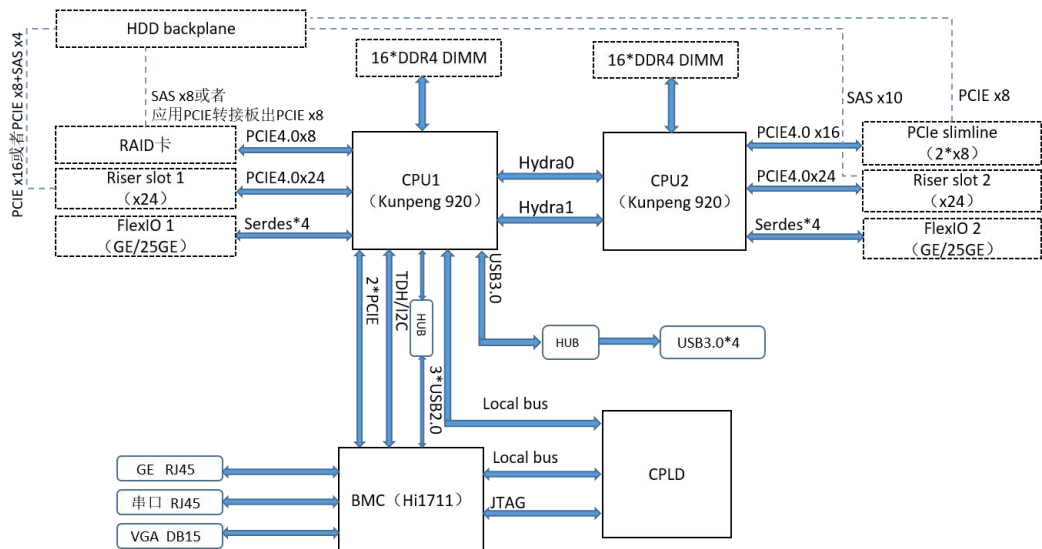 HDD backplane
PCIE x16或者PCIE x8+SAS x4
16*DDR4 DIMM
16*DDR4 DIMM
SAS x8或者
应用PCIE转接板出PCIE x8
SAS x10
PCIE x8
RAID卡
PCIE4.0x8
Riser slot 1
（x24）
PCIE4.0x24
FlexIO 1
（GE/25GE）
Serdes*4
CPU1
（Kunpeng 920）
Hydra0
Hydra1
CPU2
（Kunpeng 920）
PCIE4.0 x16
PCIe slimline
（2*x8）
PCIE4.0x24
Riser slot 2
（x24）
Serdes*4
FlexIO 2
（GE/25GE）
2*PCIE
TDH/I2C
HUB
3*USB2.0
USB3.0
HUB
USB3.0*4
Local bus
Local bus
JTAG
CPLD
GE RJ45
串口 RJ45
VGA DB15
BMC（Hi1711）